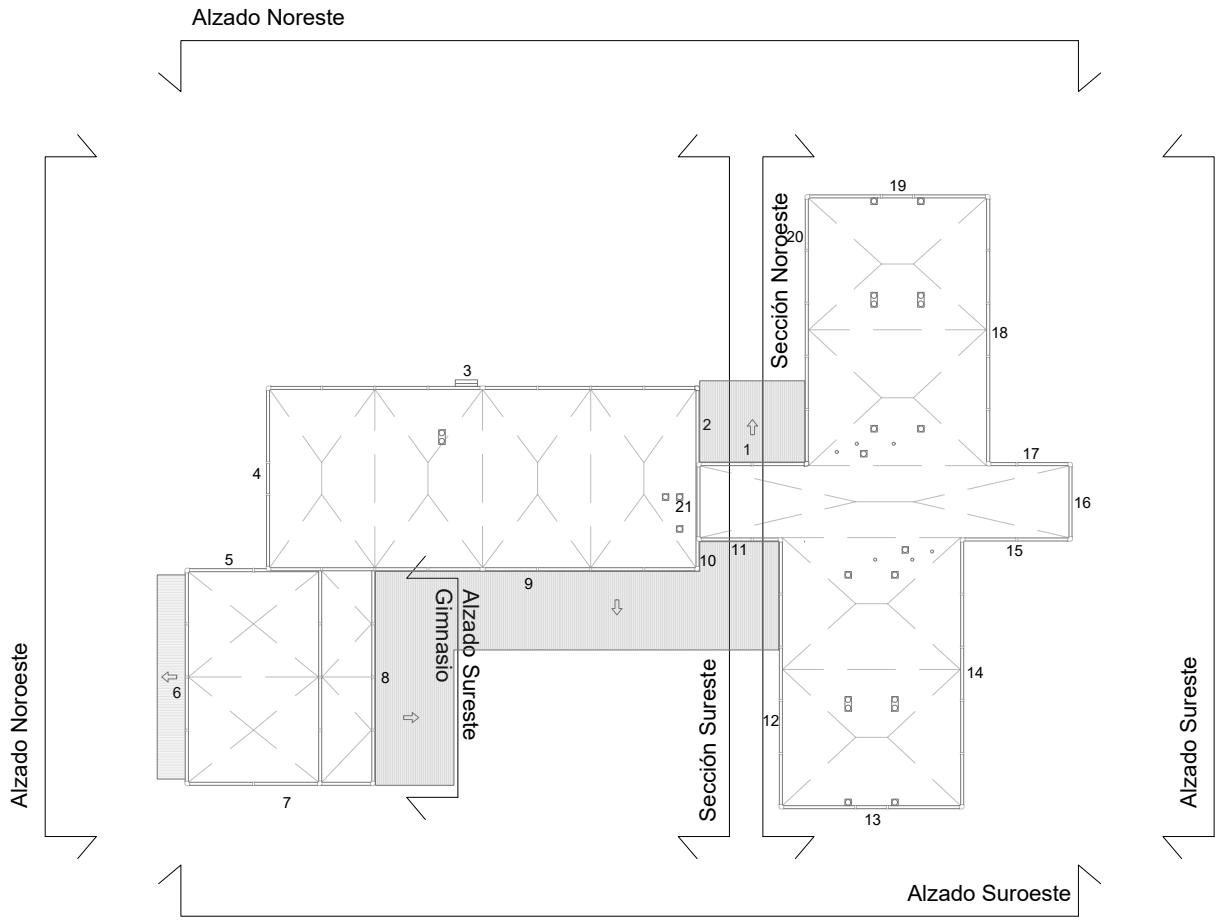 Alzado Noreste
19
Sección Noroeste
20
18
3
2
1
17
4
21
16
5
10
11
15
9
Alzado Sureste
Gimnasio
8
6
14
12
Sección Sureste
Alzado Noroeste
Alzado Sureste
7
13
Alzado Suroeste